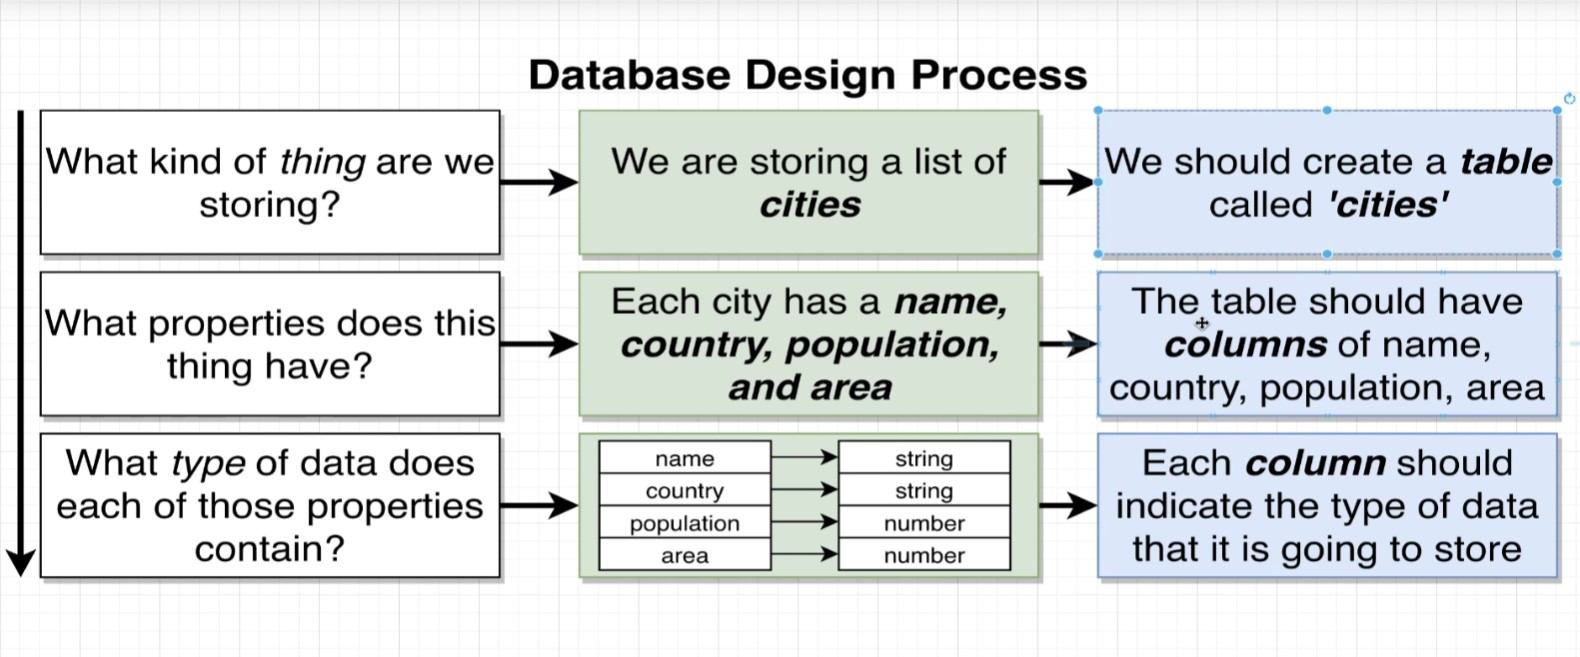 Database Design Process
What kind of thing are we
storing?
We are storing a list of
cities
We should create a table
called 'cities'
What properties does this
thing have?
Each city has a name,
country, population,
and area
The table should have
columns of name,
country, population, area
What type of data does
each of those properties
contain?
name
string
country
string
population
number
area
number
Each column should
indicate the type of data
that it is going to store